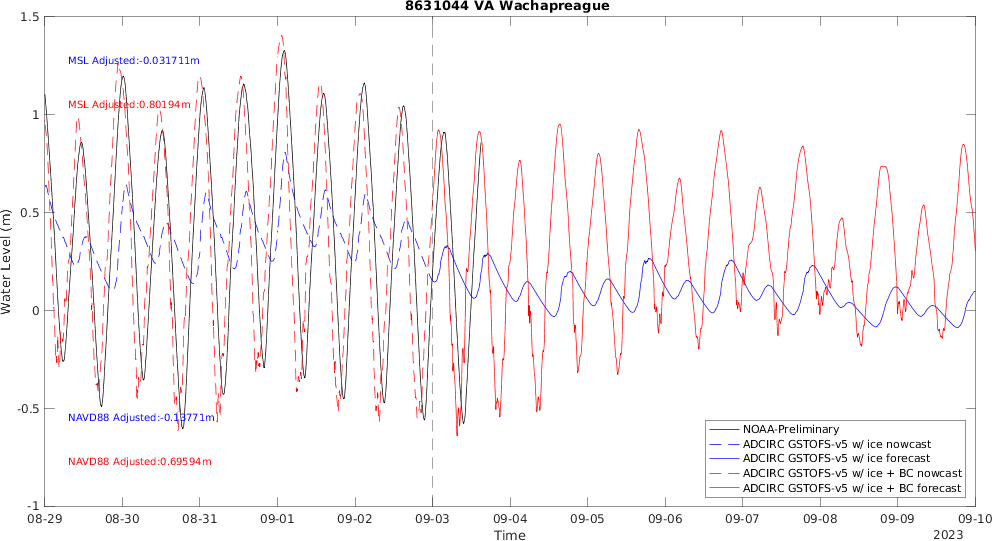 8631044 VA Wachapreague
1.5
1
0.5
0
-0.5
-1
Water Level (m)
MSL Adjusted:-0.031711m
MSL Adjusted:0.80194m
NAVD88 Adjusted:-0.13771m
NAVD88 Adjusted:0.69594m
NOAA-Preliminary
ADCIRC GSTOFS-v5 w/ ice nowcast
ADCIRC GSTOFS-v5 w/ ice forecast
ADCIRC GSTOFS-v5 w/ ice + BC nowcast
ADCIRC GSTOFS-v5 w/ ice + BC forecast
08-29 08-30 08-31 09-01 09-02 09-03 09-04 09-05 09-06 09-07 09-08 09-09 09-10
Time
2023